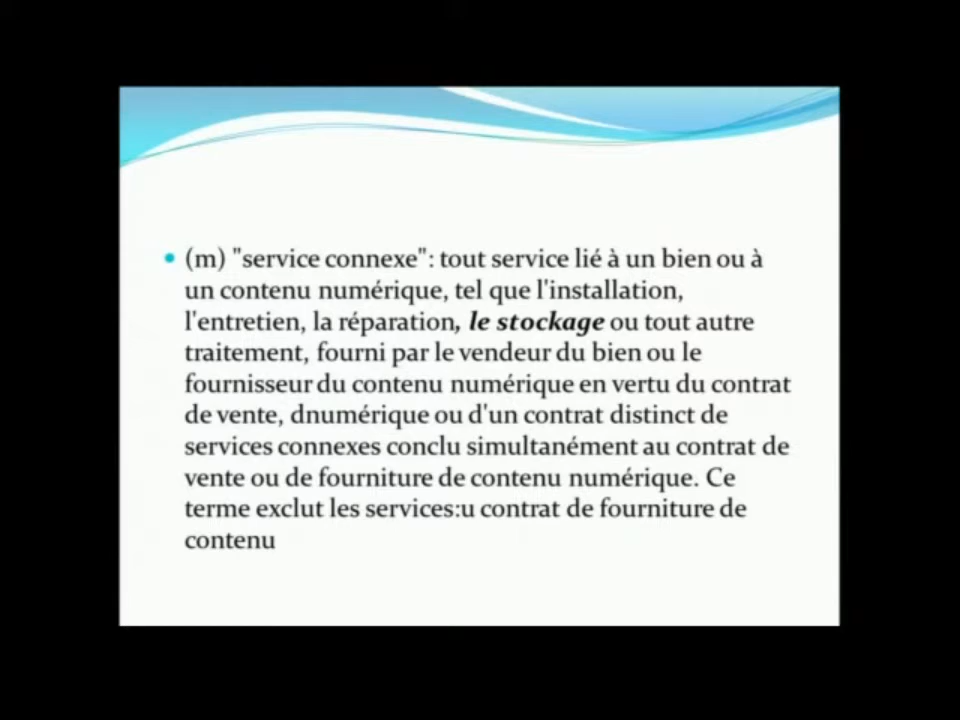 (m) "service connexe": tout service lié à un bien ou à
un contenu numérique, tel que l'installation,
l'entretien, la réparation, le stockage ou tout autre
traitement, fourni par le vendeur du bien ou le
fournisseur du contenu numérique en vertu du contrat
de vente, dnumérique ou d'un contrat distinct de
services connexes conclu simultanément au contrat de
vente ou de fourniture de contenu numérique. Ce
terme exclut les services:u contrat de fourniture de
contenu